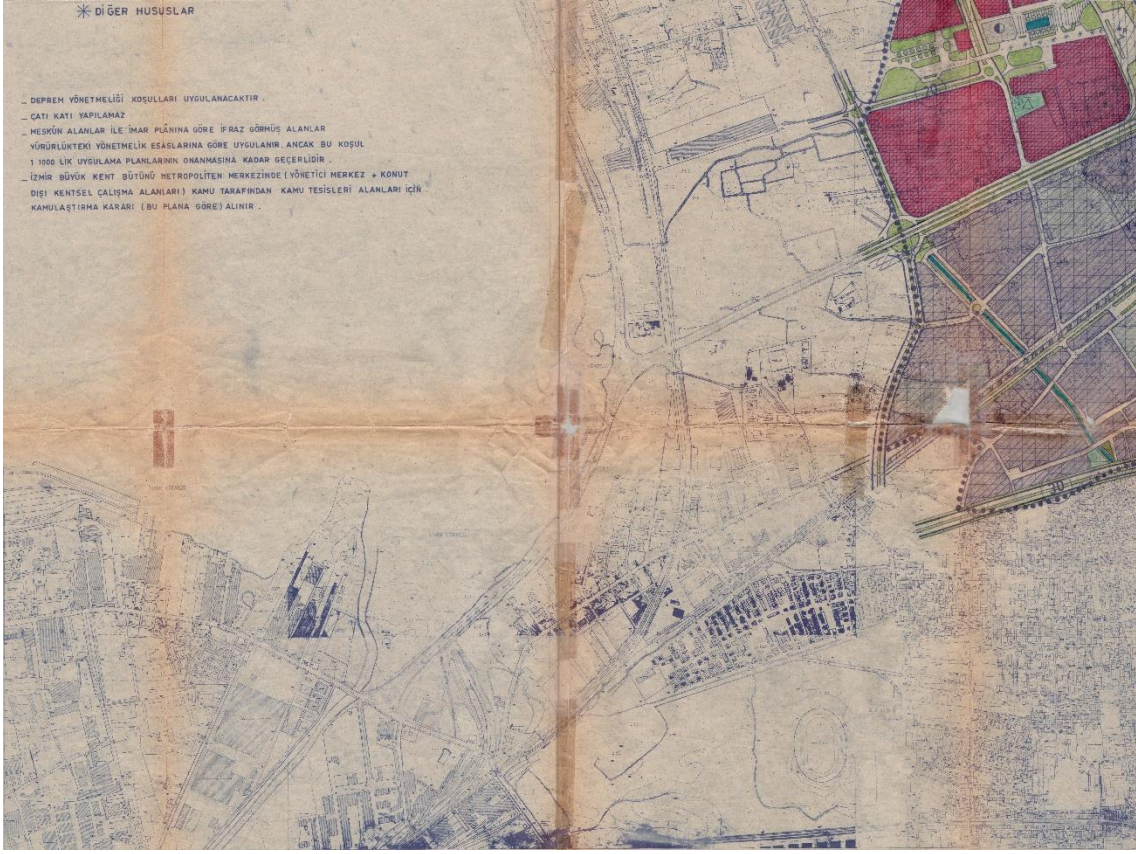 ✳ DİĞER HUSUSLAR
_ DEPREM YÖNETMELİĞİ KOŞULLARI UYGULANACAKTIR .
_ ÇATI KATI YAPILAMAZ
_ MESKÛN ALANLAR İLE İMAR PLÂNINA GÖRE İFRAZ GÖRMÜŞ ALANLAR
YÜRÜRLÜKTEKİ YÖNETMELİK ESASLARINA GÖRE UYGULANIR. ANCAK BU KOŞUL
1 1000 LİK UYGULAMA PLANLARININ ONANMASINA KADAR GEÇERLİDİR .
_ İZMİR BÜYÜK KENT BÜTÜNÜ METROPOLİTEN MERKEZİNDE (YÖNETİCİ MERKEZ + KONUT
DIŞI KENTSEL ÇALIŞMA ALANLARI) KAMU TARAFINDAN KAMU TESİSLERİ ALANLARI İÇİN
KAMULAŞTIRMA KARARI (BU PLANA GÖRE) ALINIR .